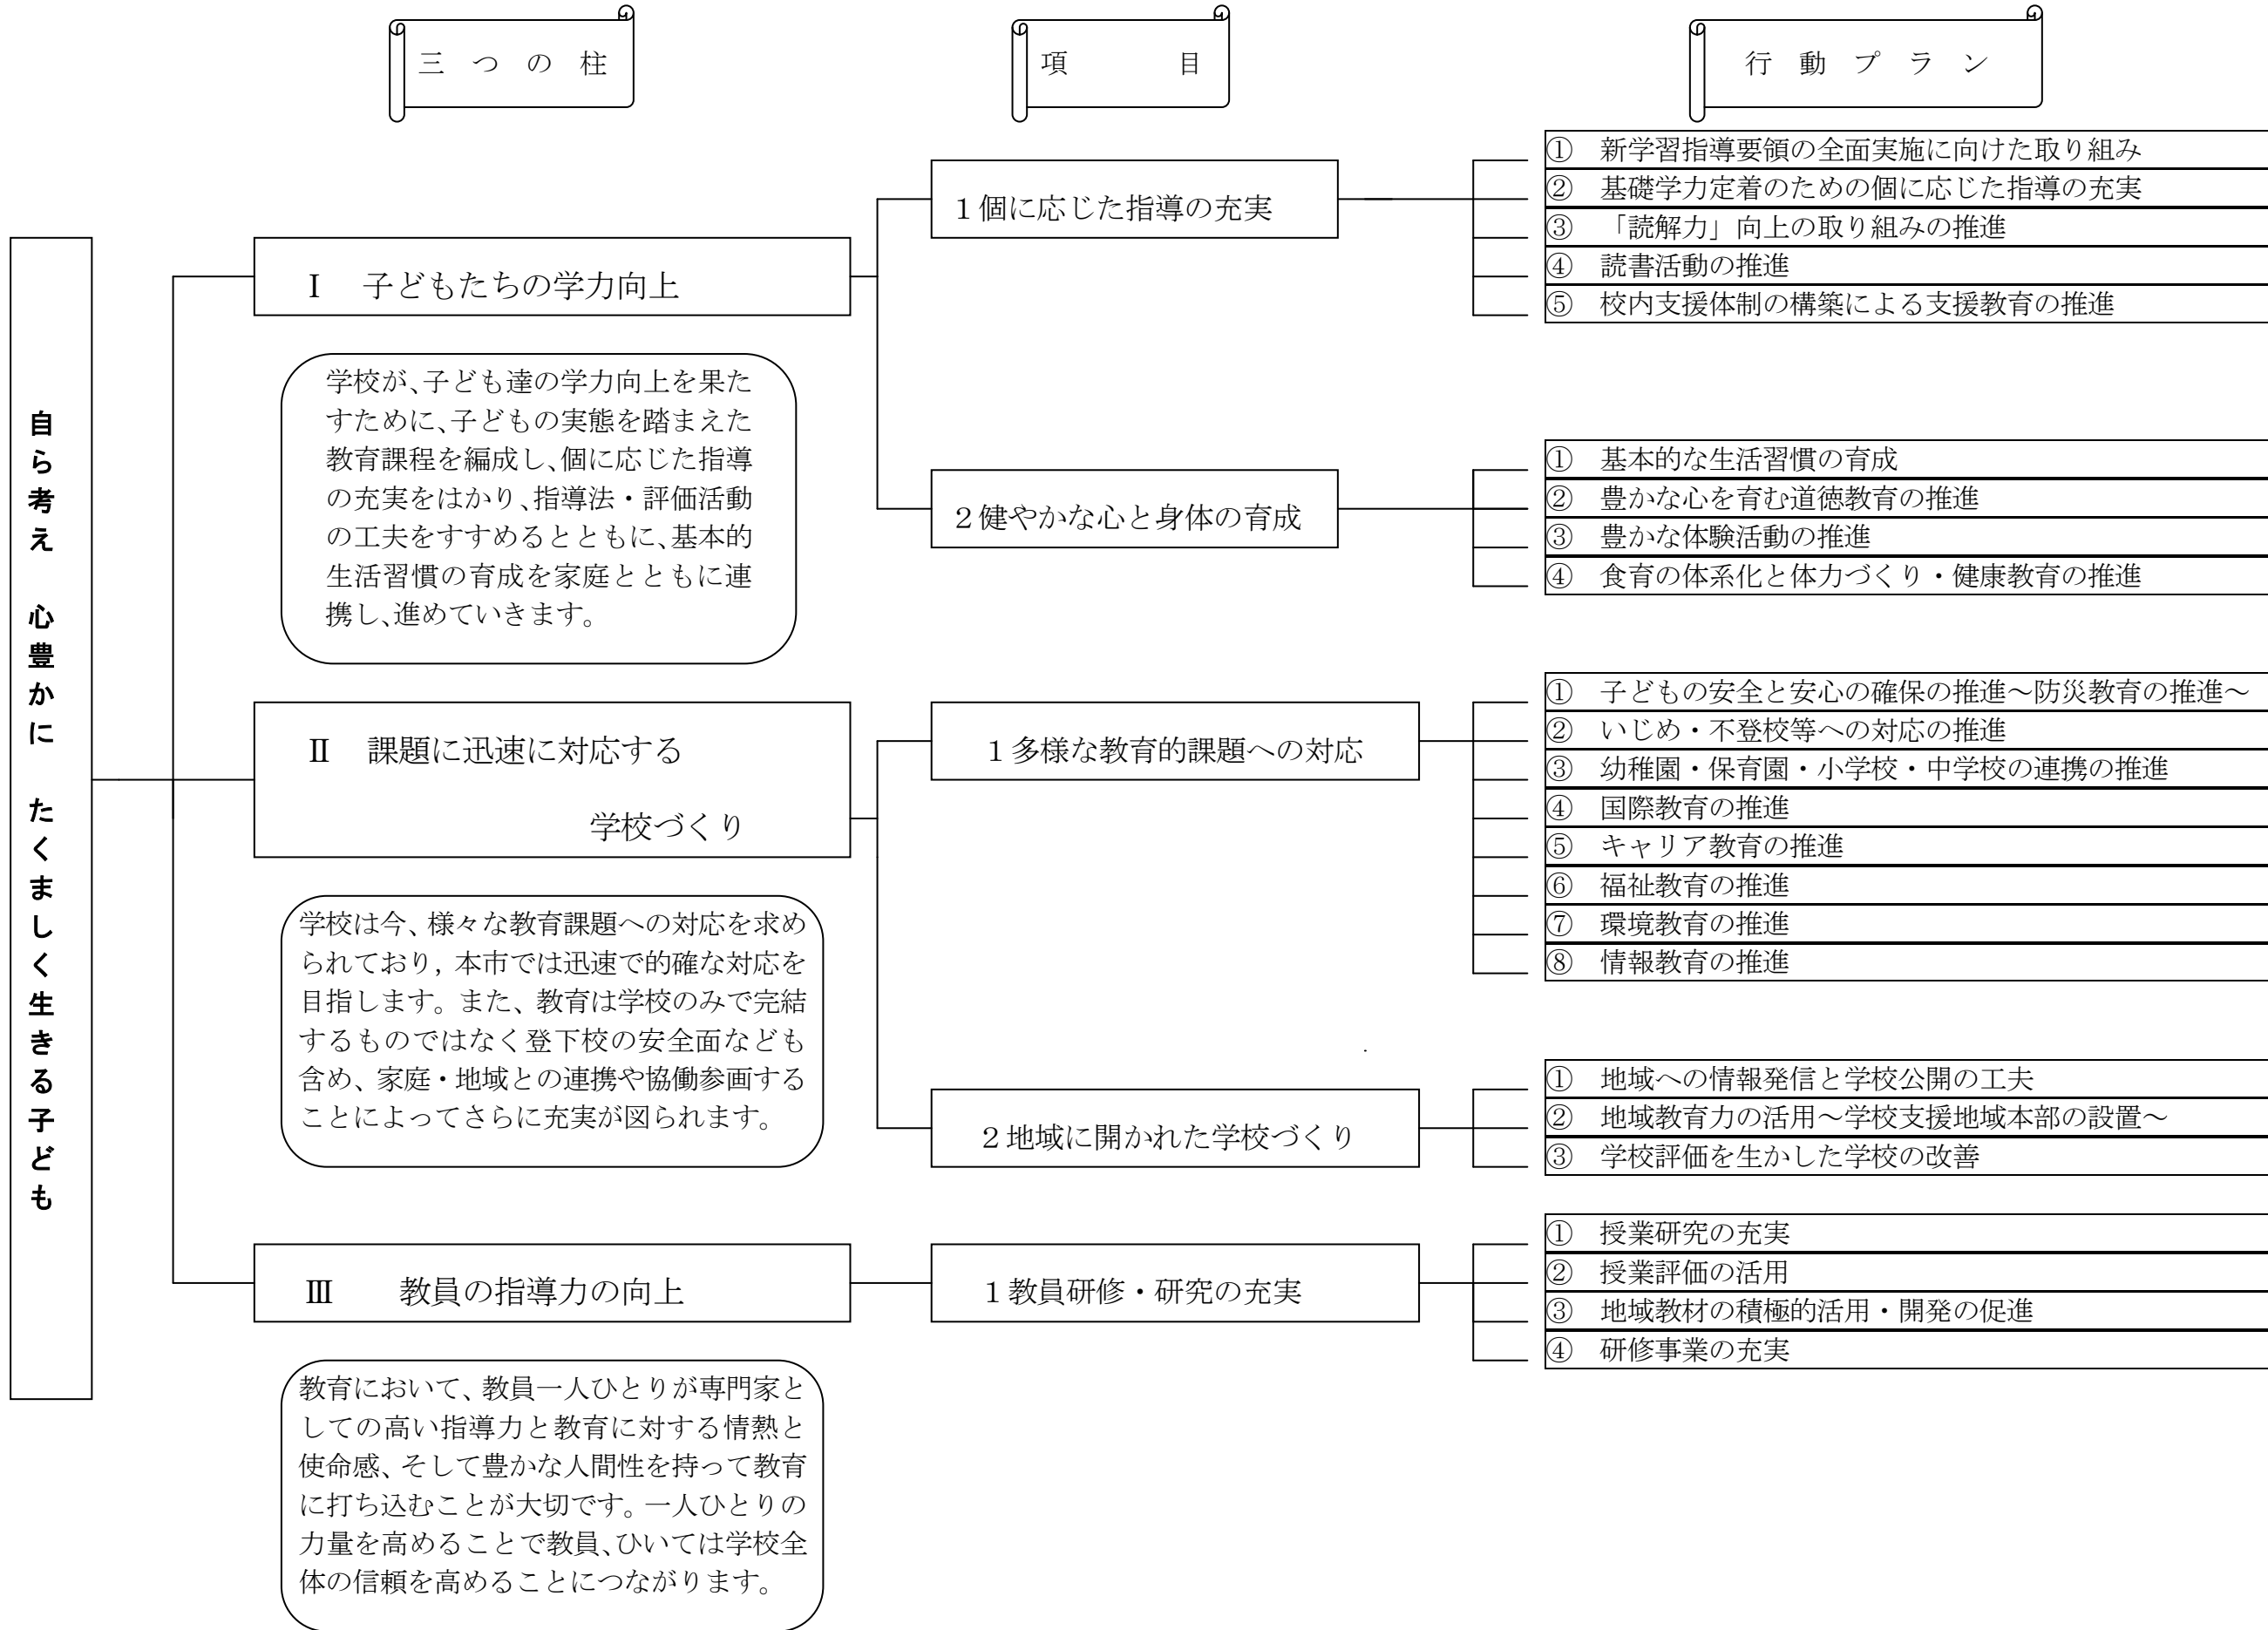 三つの柱
項目
行動プラン
自ら考え　心豊かに　たくましく生きる子ども
Ⅰ　子どもたちの学力向上
学校が、子ども達の学力向上を果た
すために、子どもの実態を踏まえた
教育課程を編成し、個に応じた指導
の充実をはかり、指導法・評価活動
の工夫をすすめるとともに、基本的
生活習慣の育成を家庭とともに連
携し、進めていきます。
１個に応じた指導の充実
①　新学習指導要領の全面実施に向けた取り組み
②　基礎学力定着のための個に応じた指導の充実
③　「読解力」向上の取り組みの推進
④　読書活動の推進
⑤　校内支援体制の構築による支援教育の推進
２健やかな心と身体の育成
①　基本的な生活習慣の育成
②　豊かな心を育む道徳教育の推進
③　豊かな体験活動の推進
④　食育の体系化と体力づくり・健康教育の推進
Ⅱ　課題に迅速に対応する
学校づくり
学校は今、様々な教育課題への対応を求め
られており，本市では迅速で的確な対応を
目指します。また、教育は学校のみで完結
するものではなく登下校の安全面なども
含め、家庭・地域との連携や協働参画する
ことによってさらに充実が図られます。
１多様な教育的課題への対応
①　子どもの安全と安心の確保の推進～防災教育の推進～
②　いじめ・不登校等への対応の推進
③　幼稚園・保育園・小学校・中学校の連携の推進
④　国際教育の推進
⑤　キャリア教育の推進
⑥　福祉教育の推進
⑦　環境教育の推進
⑧　情報教育の推進
２地域に開かれた学校づくり
①　地域への情報発信と学校公開の工夫
②　地域教育力の活用～学校支援地域本部の設置～
③　学校評価を生かした学校の改善
Ⅲ　教員の指導力の向上
教育において、教員一人ひとりが専門家と
しての高い指導力と教育に対する情熱と
使命感、そして豊かな人間性を持って教育
に打ち込むことが大切です。一人ひとりの
力量を高めることで教員、ひいては学校全
体の信頼を高めることにつながります。
１教員研修・研究の充実
①　授業研究の充実
②　授業評価の活用
③　地域教材の積極的活用・開発の促進
④　研修事業の充実